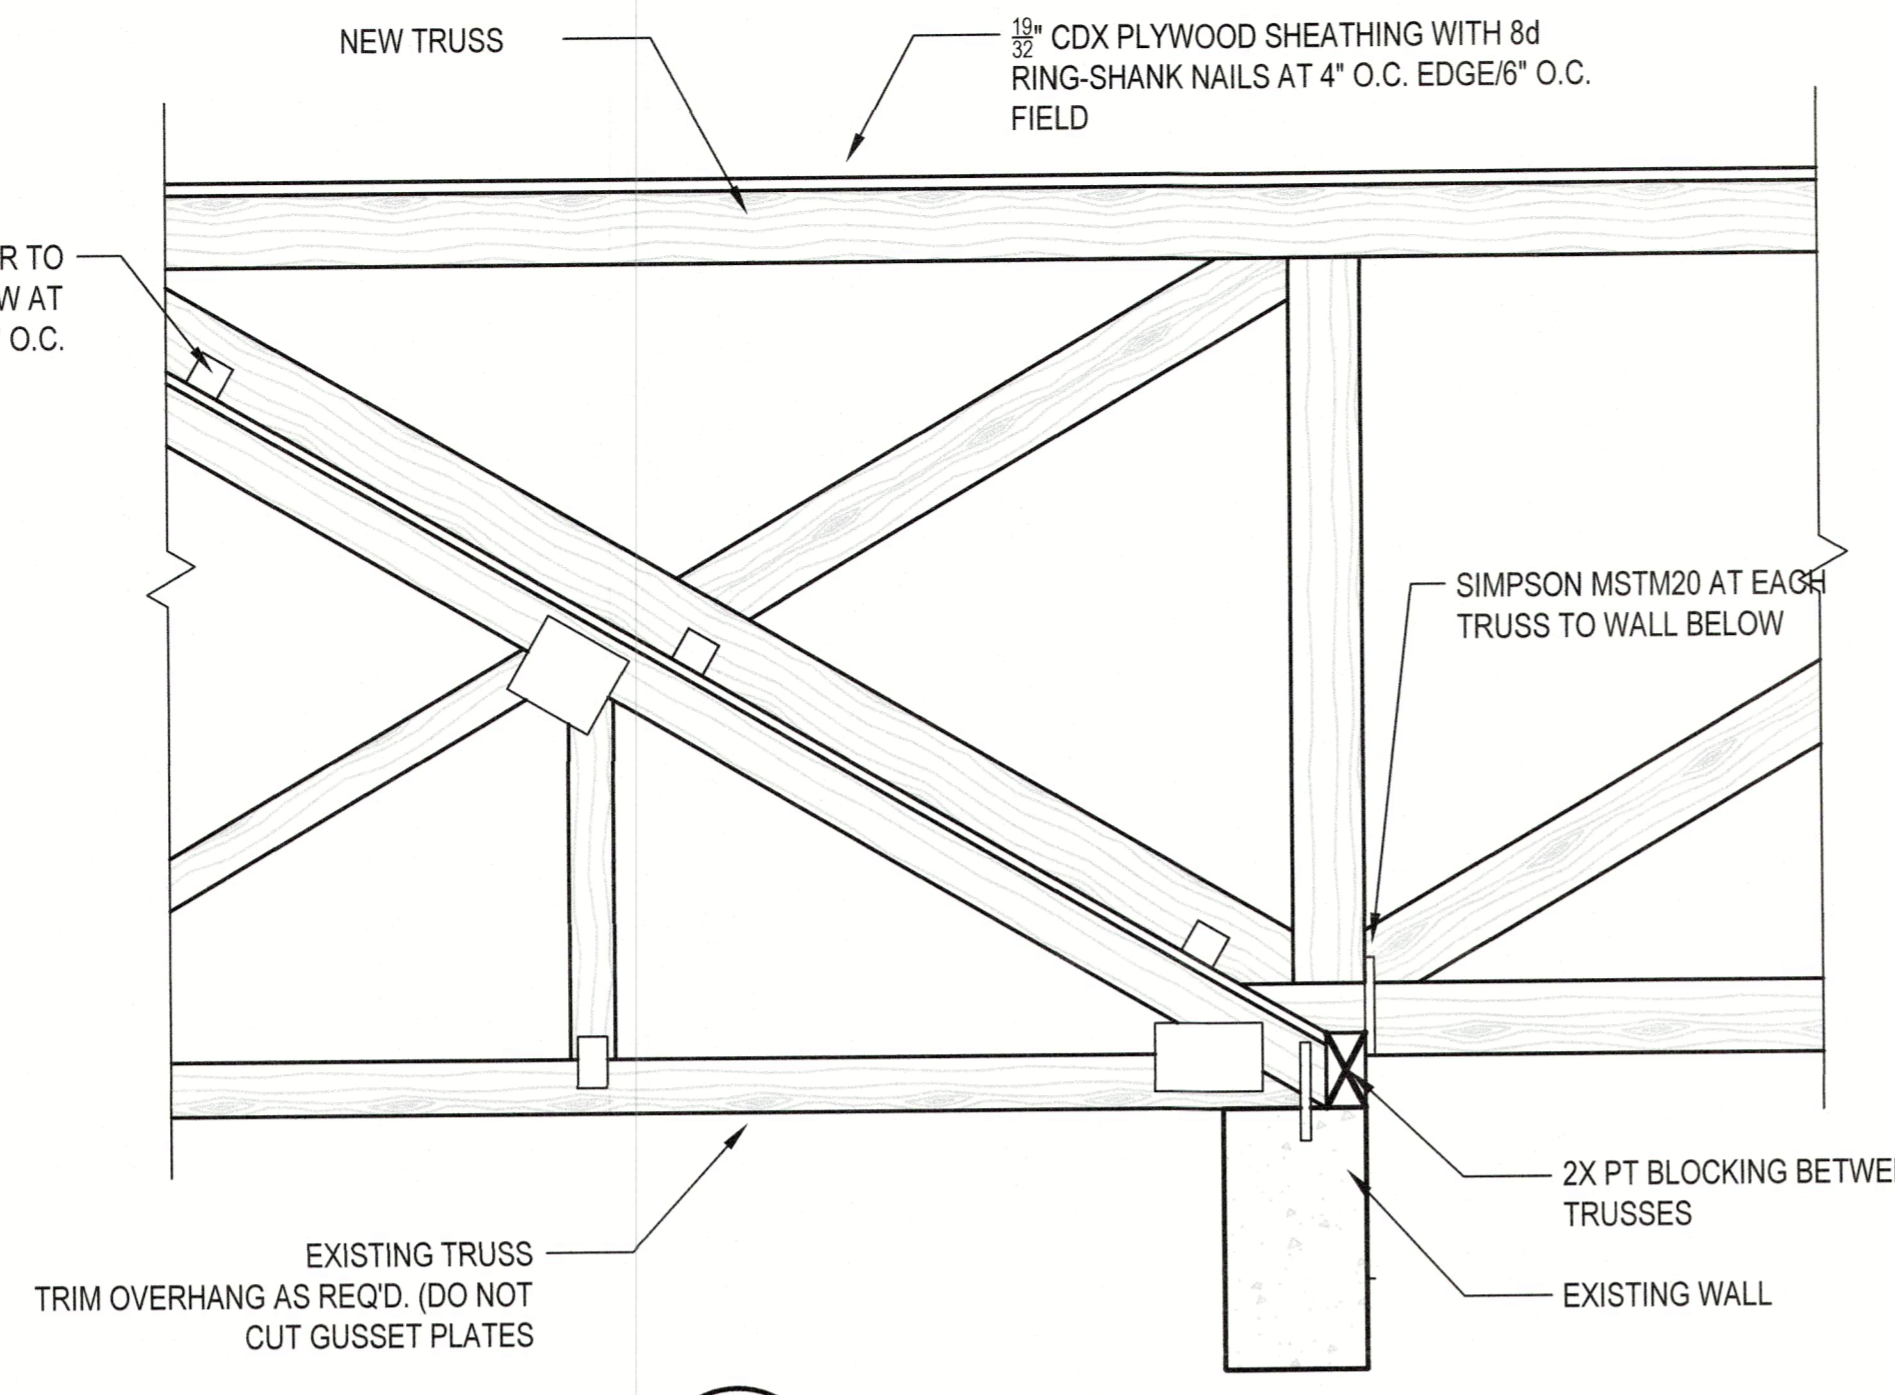 NEW TRUSS
19/32" CDX PLYWOOD SHEATHING WITH 8d
RING-SHANK NAILS AT 4" O.C. EDGE/6" O.C.
FIELD
R TO
W AT
" O.C.
SIMPSON MSTM20 AT EACH
TRUSS TO WALL BELOW
2X PT BLOCKING BETWE
TRUSSES
EXISTING WALL
EXISTING TRUSS
TRIM OVERHANG AS REQ'D. (DO NOT
CUT GUSSET PLATES